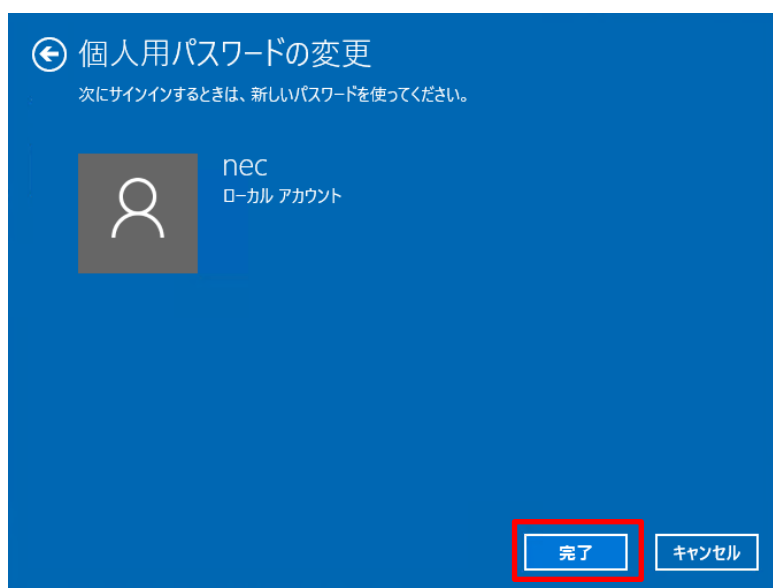 個人用パスワードの変更
次にサインインするときは、新しいパスワードを使ってください。
nec
ローカル アカウント
完了
キャンセル